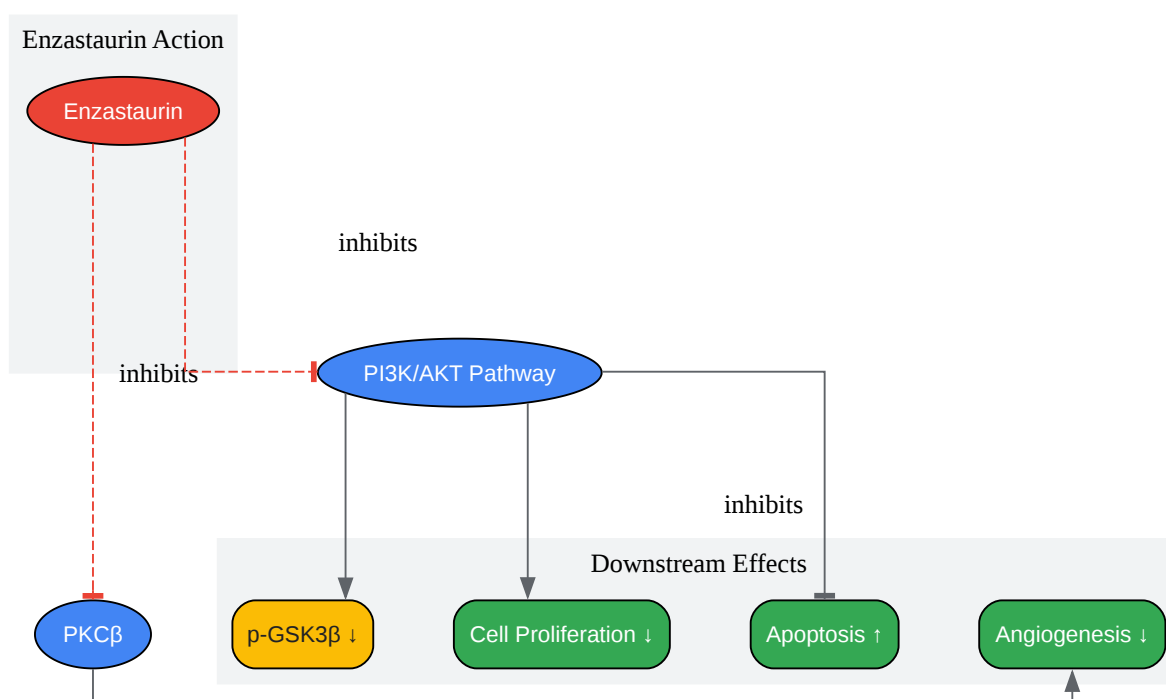 Enzastaurin Action
Enzastaurin
inhibits
inhibits
PI3K/AKT Pathway
inhibits
Downstream Effects
PKCβ
p-GSK3β ↓
Cell Proliferation ↓
Apoptosis ↑
Angiogenesis ↓